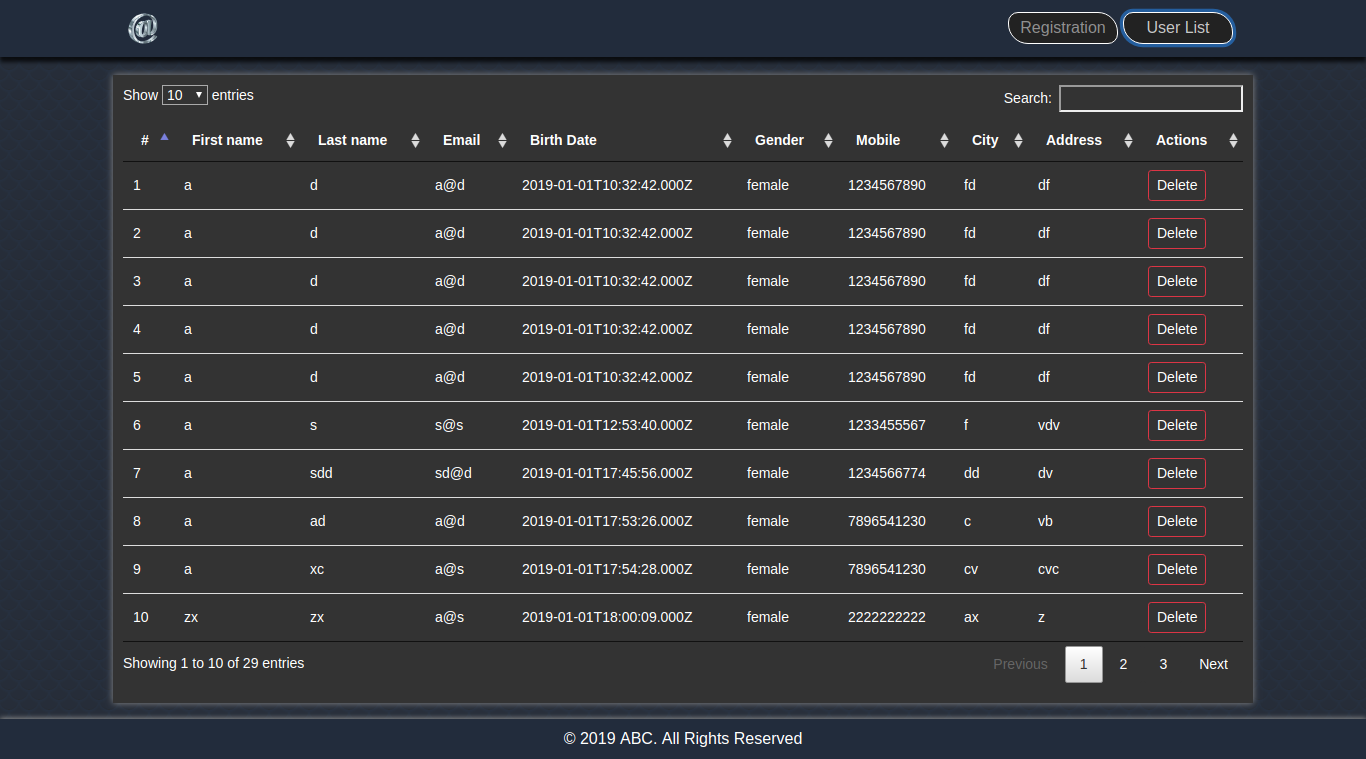 @ Registration User List
Show 10 entries Search:
# First name Last name Email Birth Date Gender Mobile City Address Actions
1 a d a@d 2019-01-01T10:32:42.000Z female 1234567890 fd df Delete
2 a d a@d 2019-01-01T10:32:42.000Z female 1234567890 fd df Delete
3 a d a@d 2019-01-01T10:32:42.000Z female 1234567890 fd df Delete
4 a d a@d 2019-01-01T10:32:42.000Z female 1234567890 fd df Delete
5 a d a@d 2019-01-01T10:32:42.000Z female 1234567890 fd df Delete
6 a s s@s 2019-01-01T12:53:40.000Z female 1233455567 f vdv Delete
7 a sdd sd@d 2019-01-01T17:45:56.000Z female 1234566774 dd dv Delete
8 a ad a@d 2019-01-01T17:53:26.000Z female 7896541230 c vb Delete
9 a xc a@s 2019-01-01T17:54:28.000Z female 7896541230 cv cvc Delete
10 zx zx a@s 2019-01-01T18:00:09.000Z female 2222222222 ax z Delete
Showing 1 to 10 of 29 entries Previous 1 2 3 Next
© 2019 ABC. All Rights Reserved